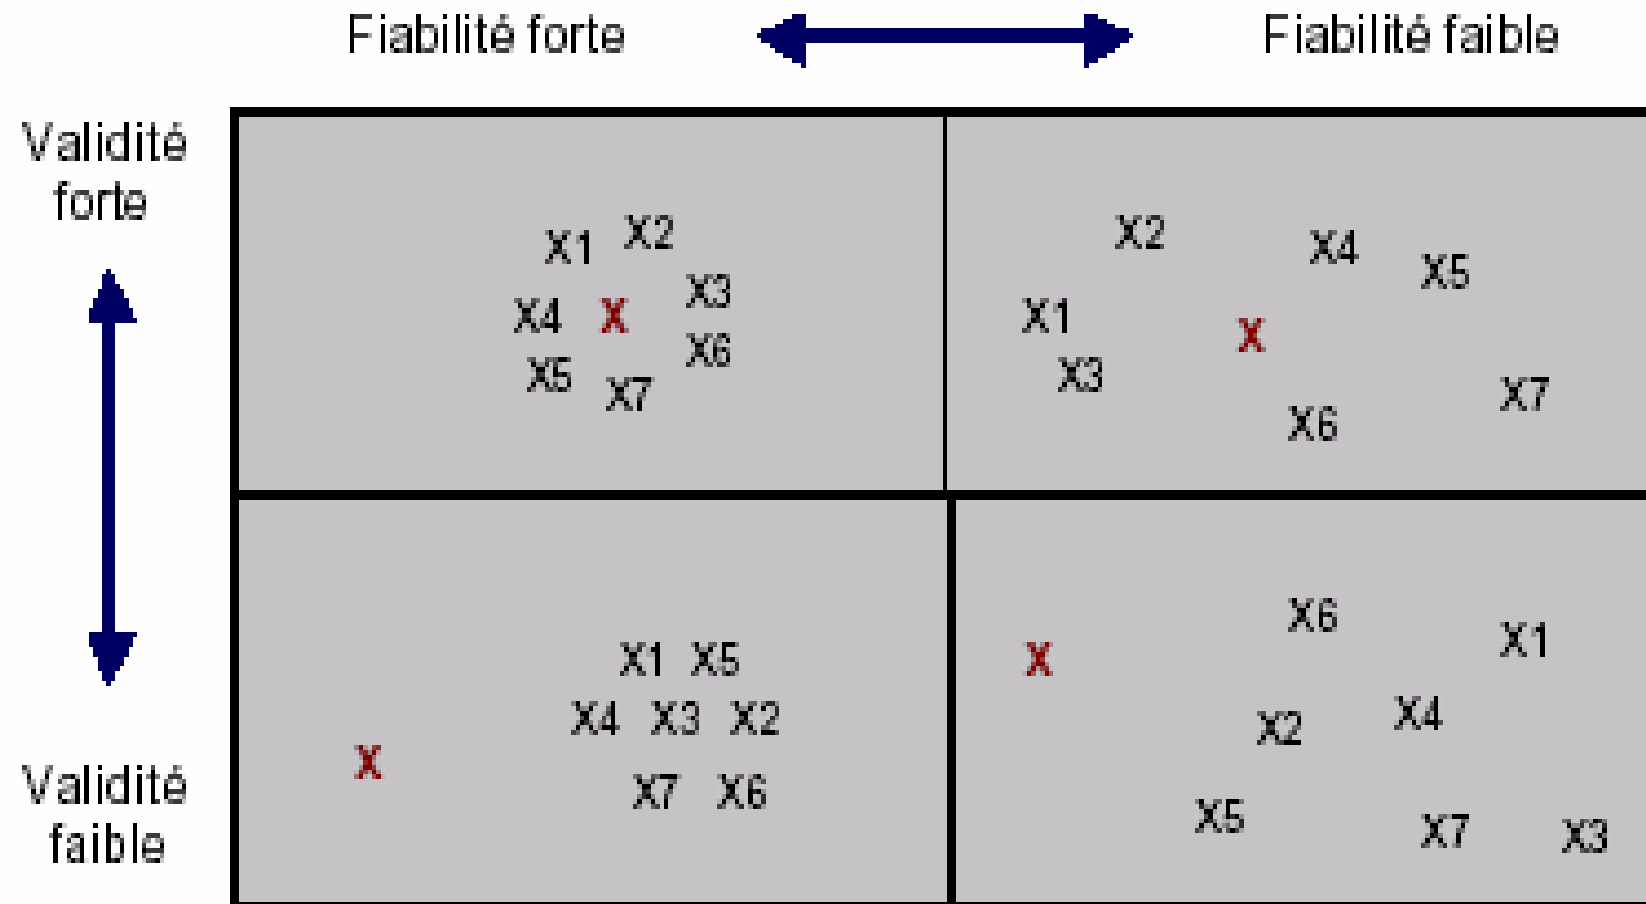 Fiabilité forte Fiabilité faible
Validité
forte
X1 X2
X4 X X3
X5 X7 X6
X2 X4 X5
X1 X
X3 X6 X7
Validité
faible
X1 X5
X4 X3 X2
X
X7 X6
X6 X1
X
X2 X4
X5 X7 X3